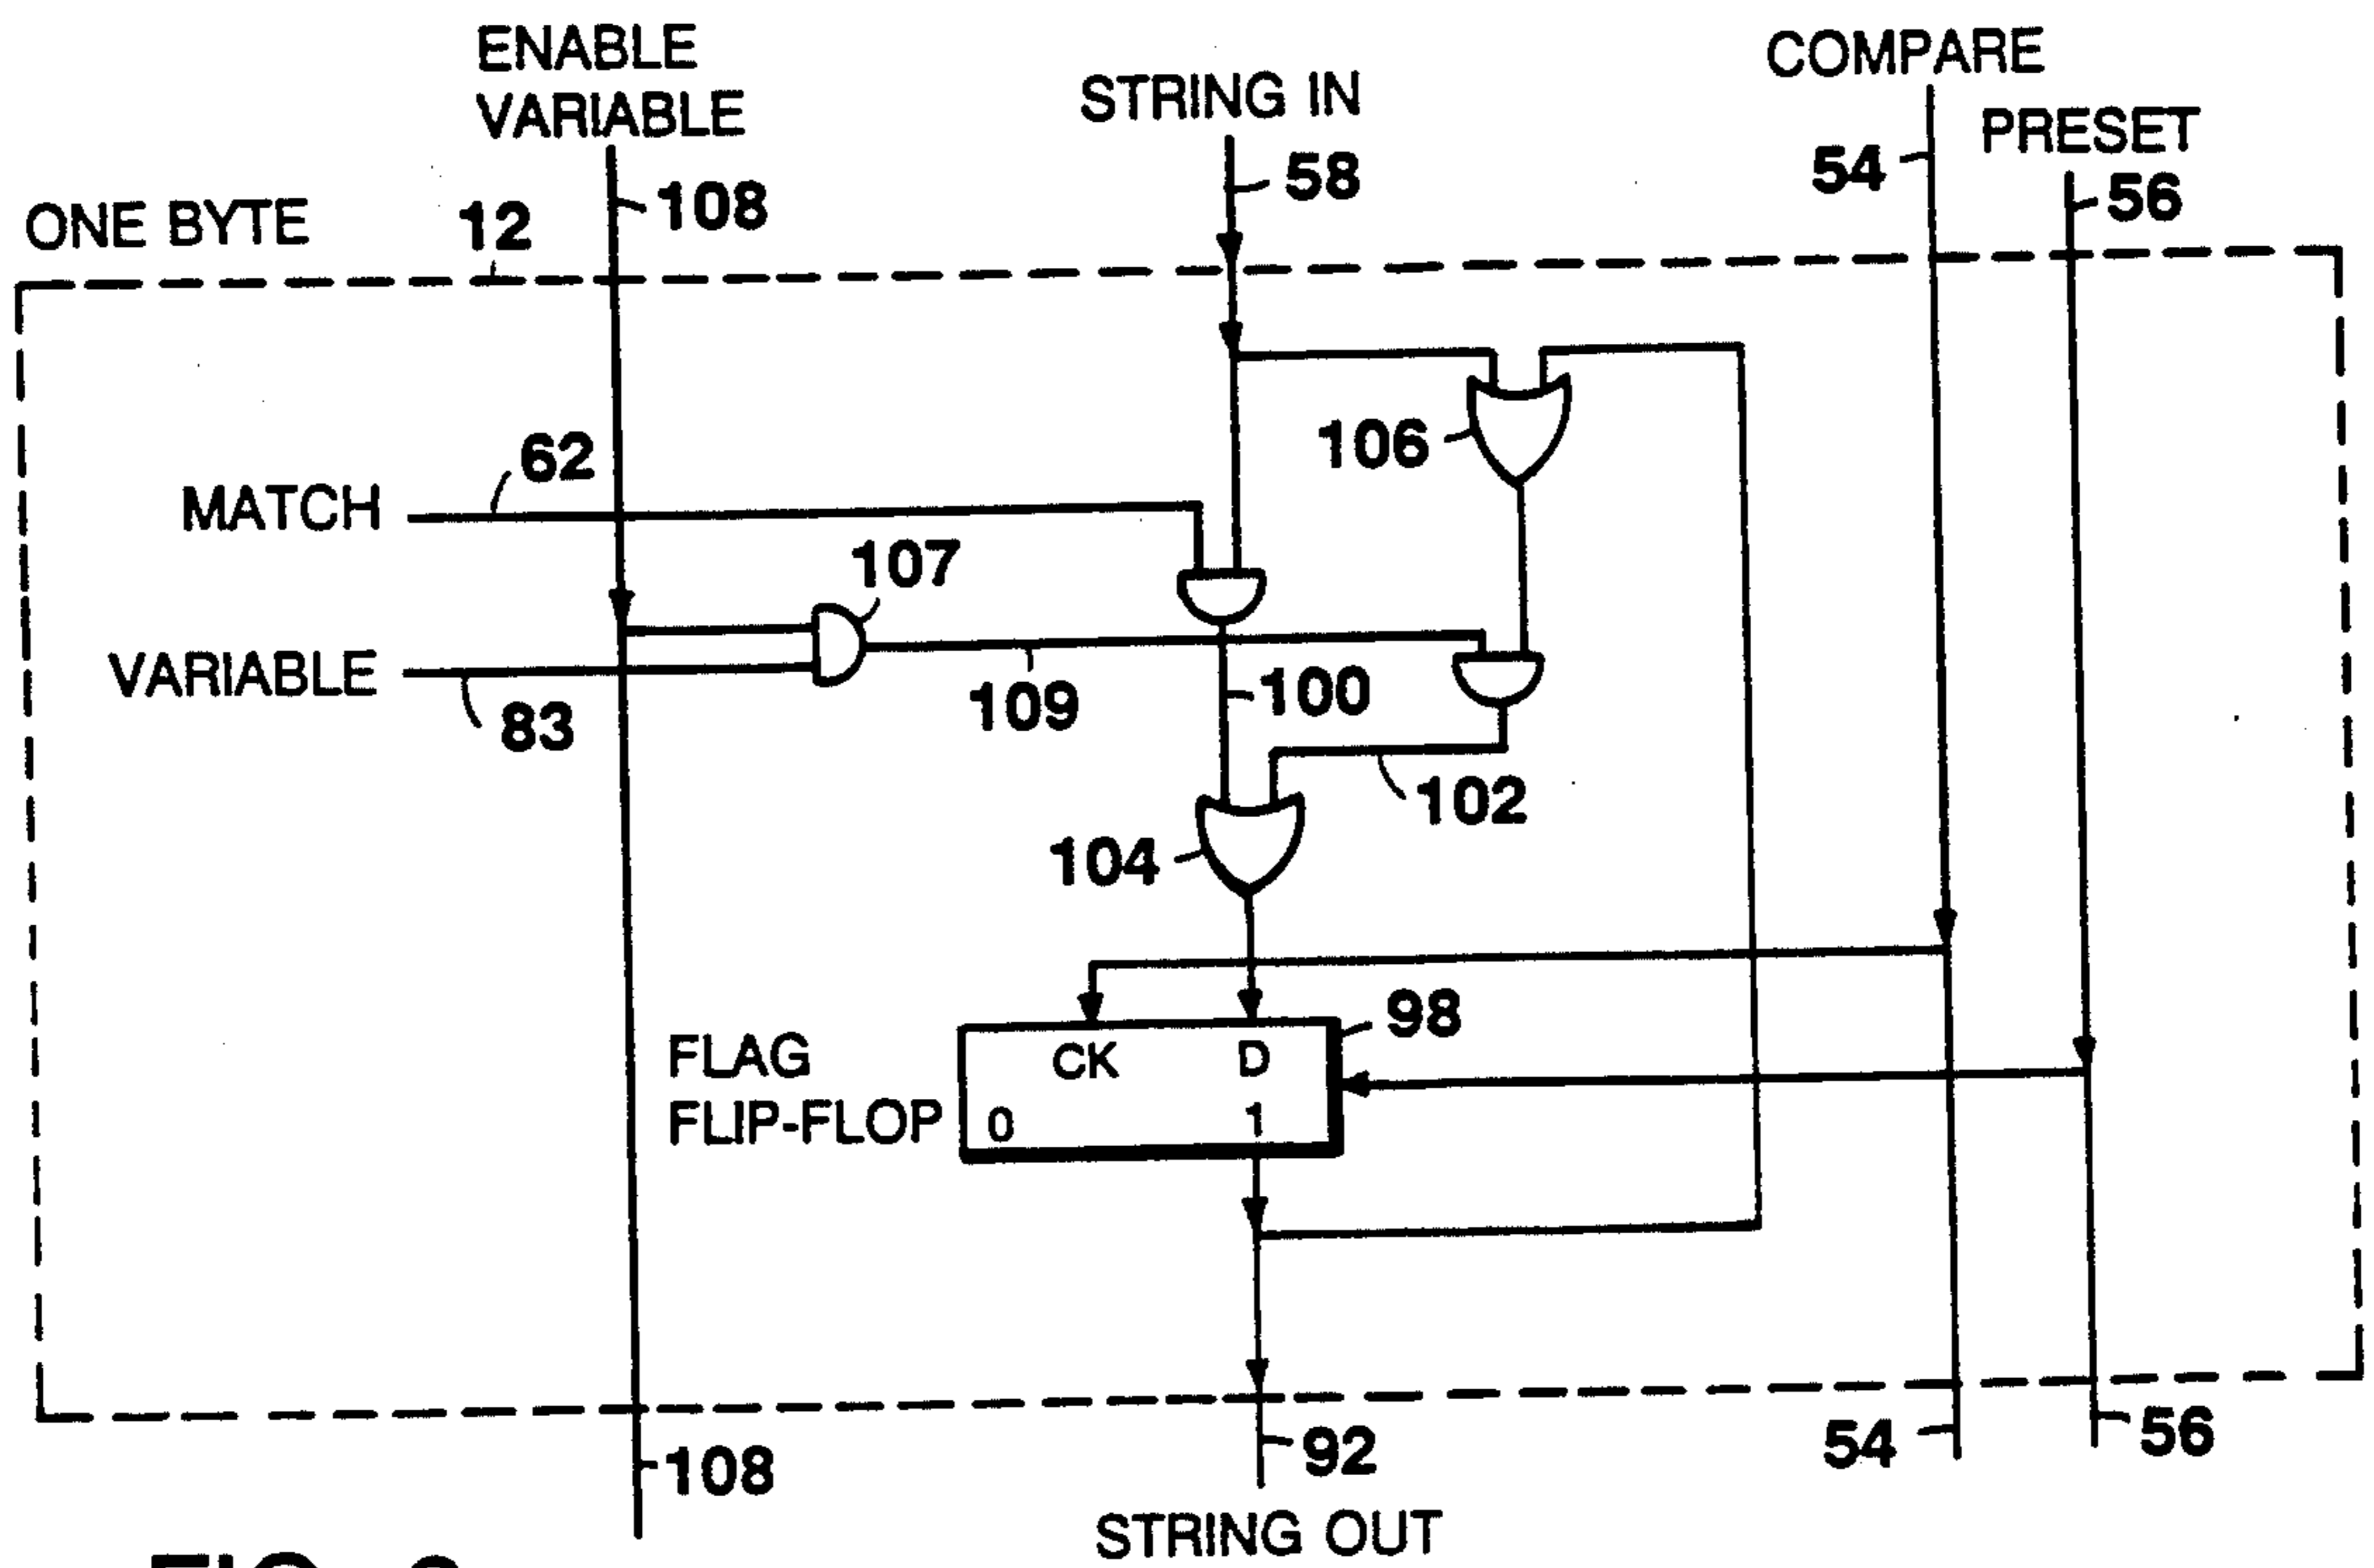 ENABLE
VARIABLE
STRING IN
COMPARE
PRESET
54
56
58
108
12
ONE BYTE
106
62
MATCH
107
VARIABLE
83
109
100
102
104
98
FLAG
FLIP-FLOP
CK D
0 1
108
92
54
56
STRING OUT